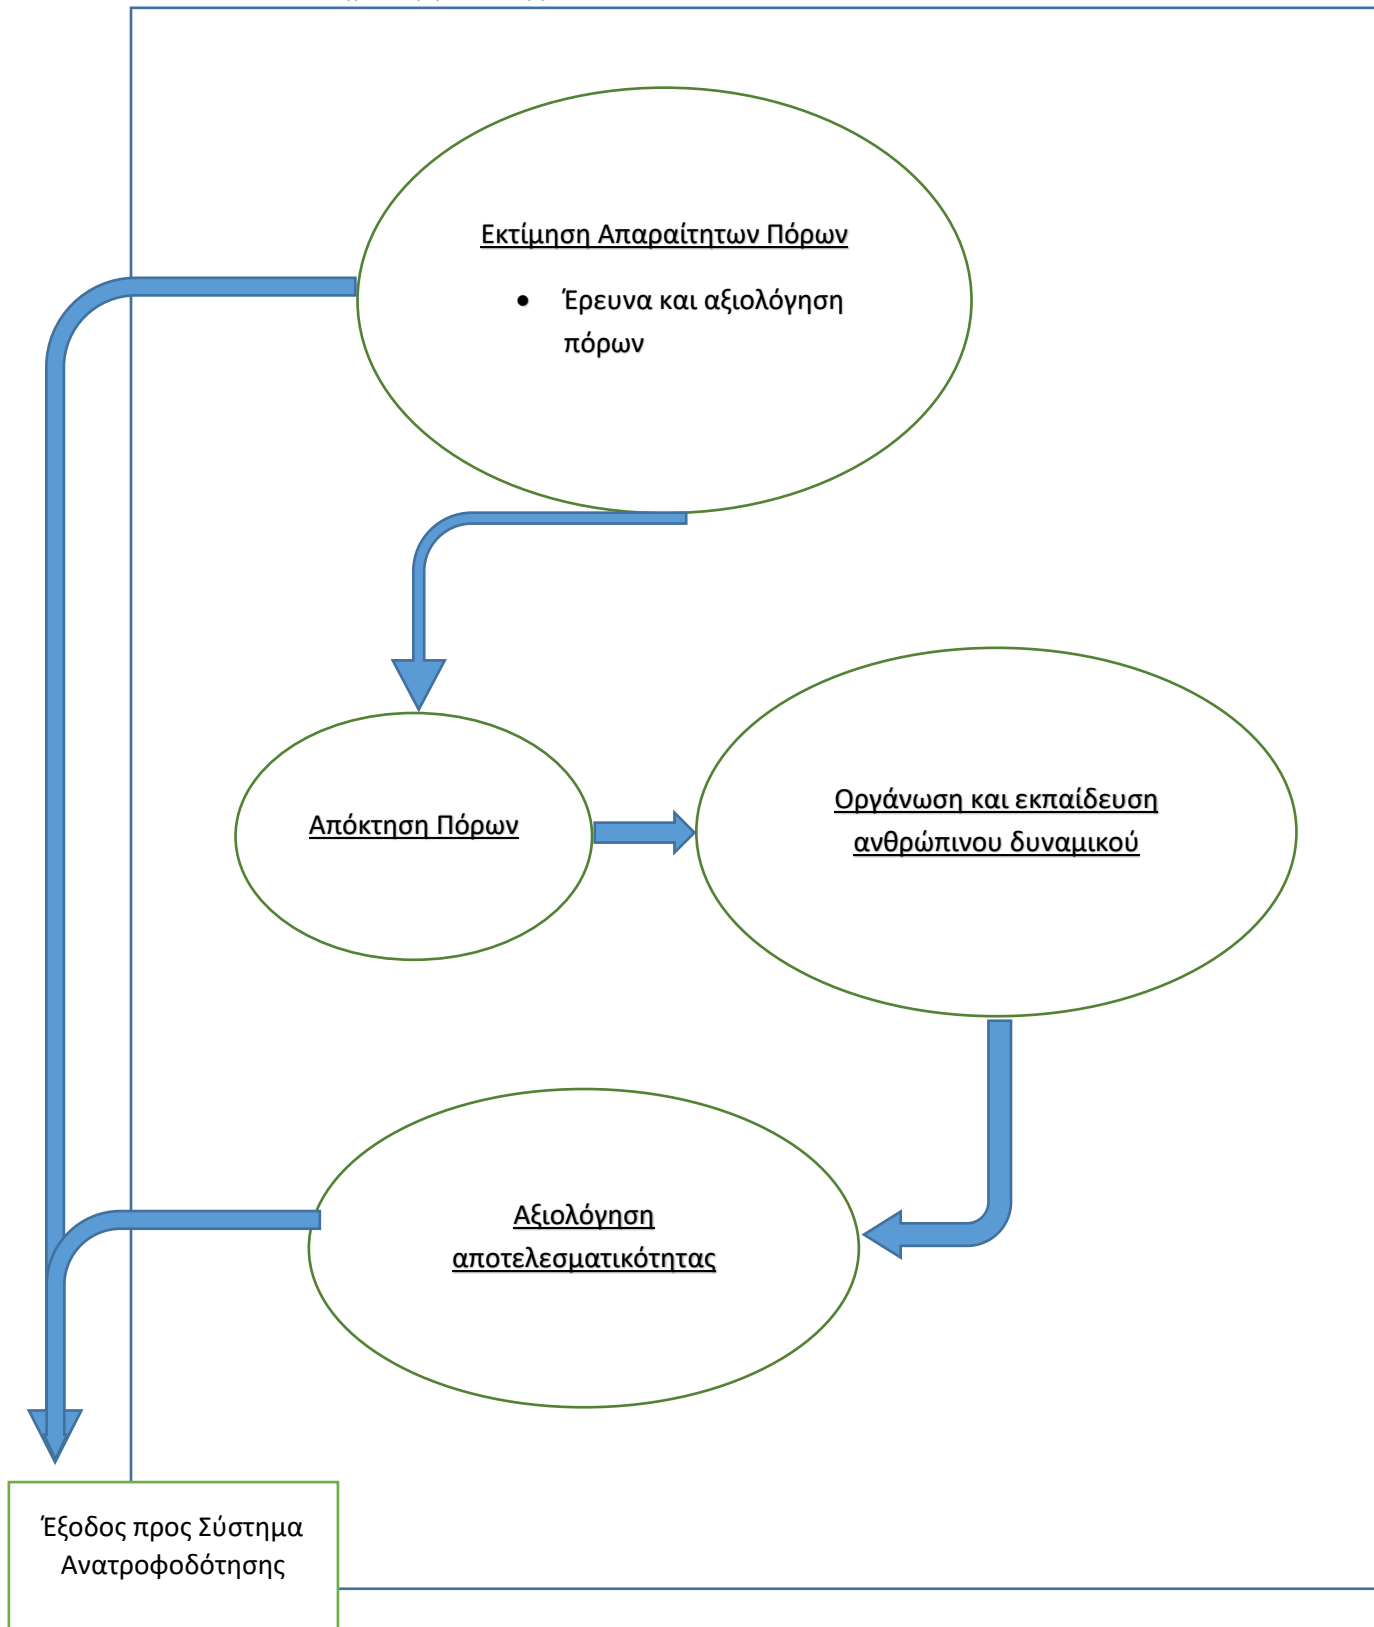 Εκτίμηση Απαραίτητων Πόρων
• Έρευνα και αξιολόγηση
πόρων
Απόκτηση Πόρων
Οργάνωση και εκπαίδευση
ανθρώπινου δυναμικού
Αξιολόγηση
αποτελεσματικότητας
Έξοδος προς Σύστημα
Ανατροφοδότησης